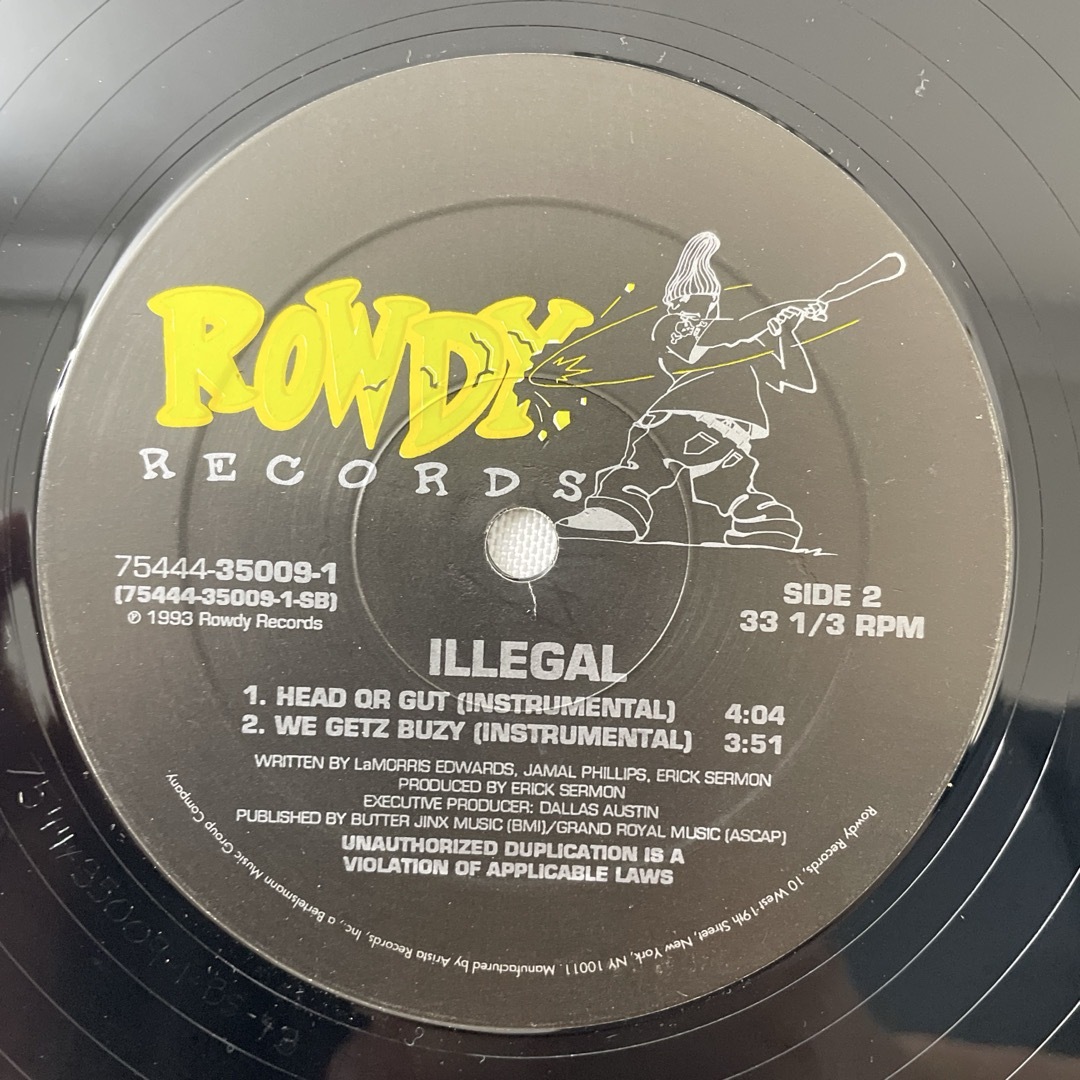 ROWDY
RECORDS
75444-35009-1
(75444-35009-1-SB)
℗ 1993 Rowdy Records
SIDE 2
33 1/3 RPM
ILLEGAL
1. HEAD OR GUT (INSTRUMENTAL) 4:04
2. WE GETZ BUZY (INSTRUMENTAL) 3:51
WRITTEN BY LaMORRIS EDWARDS, JAMAL PHILLIPS, ERICK SERMON
PRODUCED BY ERICK SERMON
EXECUTIVE PRODUCER: DALLAS AUSTIN
PUBLISHED BY BUTTER JINX MUSIC (BMI)/GRAND ROYAL MUSIC (ASCAP)
UNAUTHORIZED DUPLICATION IS A
VIOLATION OF APPLICABLE LAWS
Rowdy Records, 10 West 19th Street, New York, NY 10011. Manufactured by Arista Records, Inc., a Bertelsmann Music Group Company.